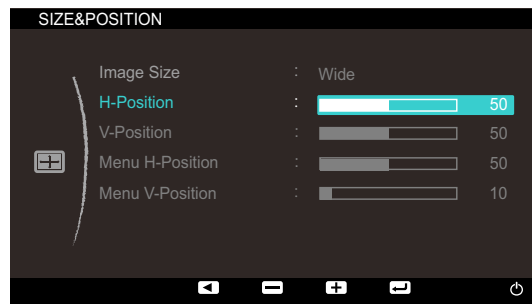 SIZE&POSITION
Image Size : Wide
H-Position : 50
V-Position : 50
Menu H-Position : 50
Menu V-Position : 10